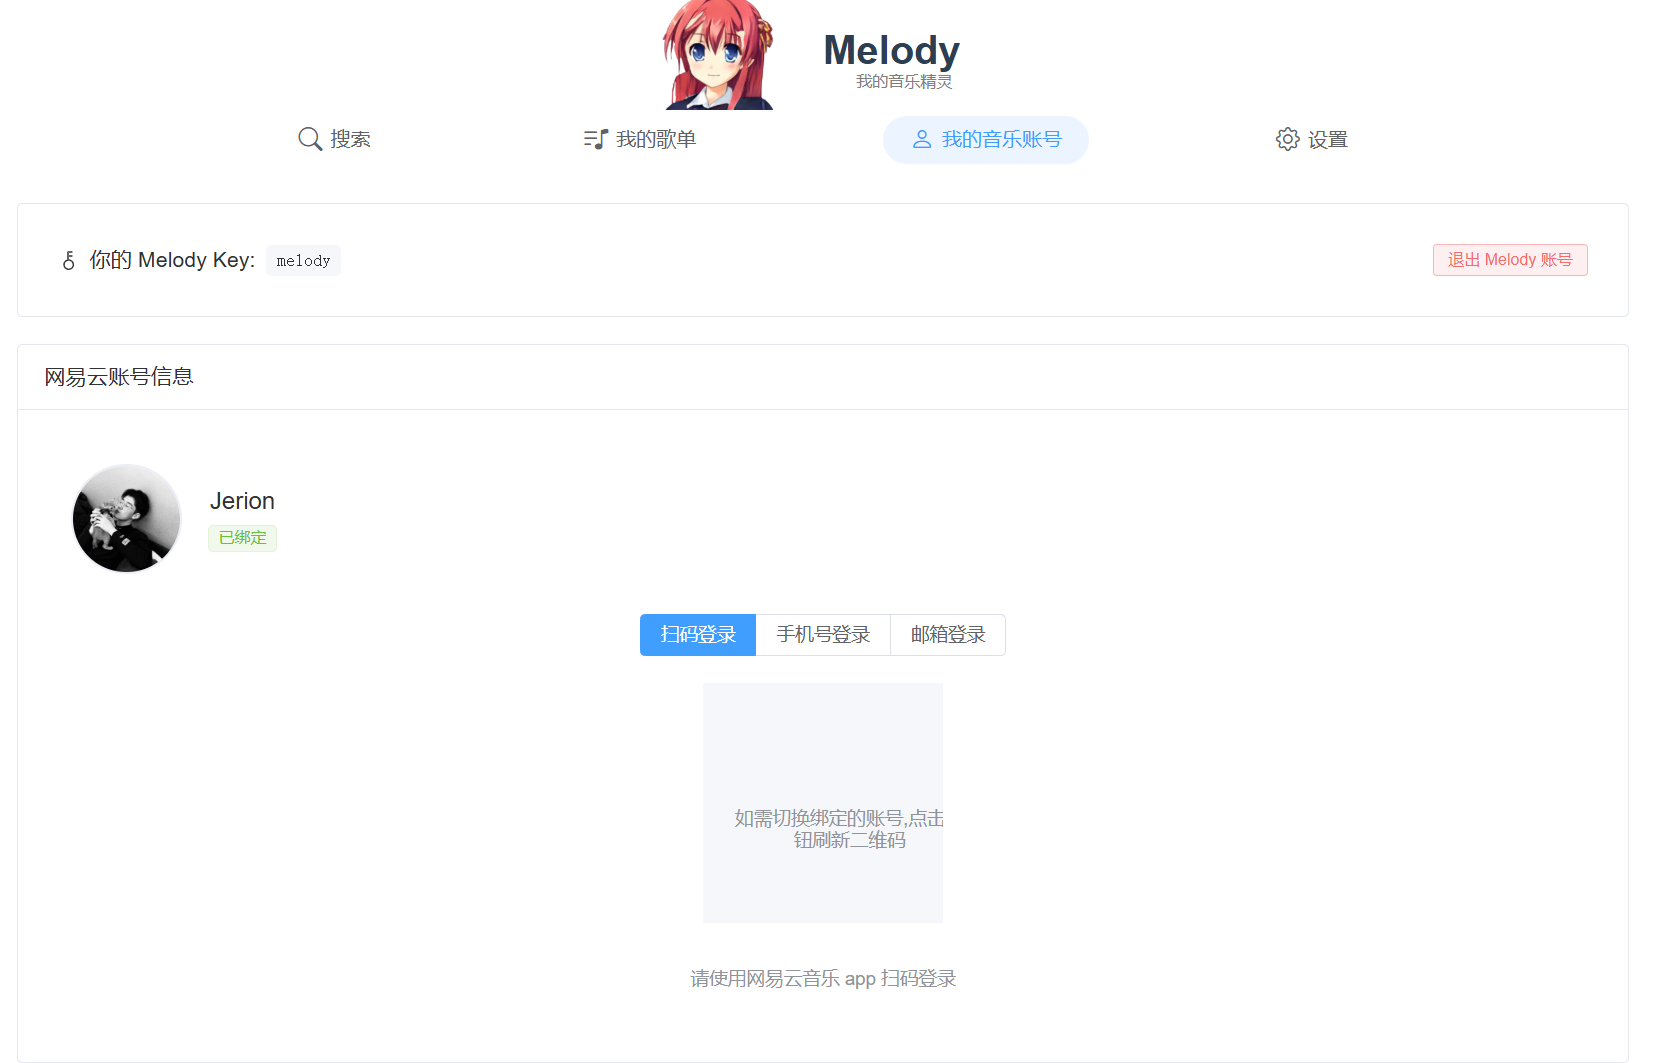 Melody
我的音乐精灵
搜索
我的歌单
我的音乐账号
设置
你的 Melody Key: melody
退出 Melody 账号
网易云账号信息
Jerion
已绑定
扫码登录
手机号登录
邮箱登录
如需切换绑定的账号,点击
钮刷新二维码
请使用网易云音乐 app 扫码登录